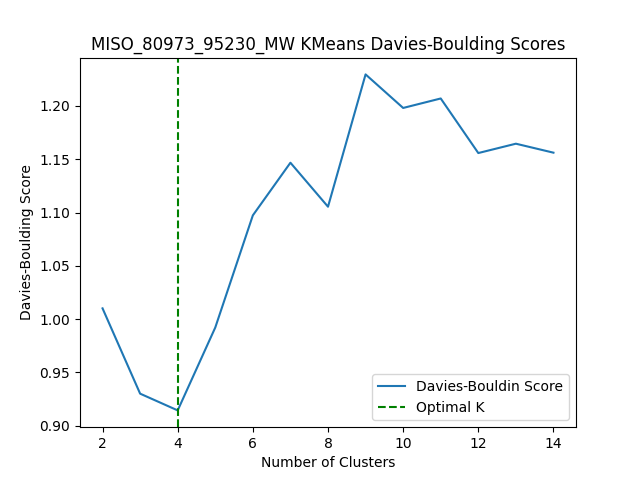 MISO_80973_95230_MW KMeans Davies-Boulding Scores
Davies-Boulding Score
1.20
1.15
1.10
1.05
1.00
0.95
0.90
Davies-Bouldin Score
Optimal K
2 4 6 8 10 12 14
Number of Clusters